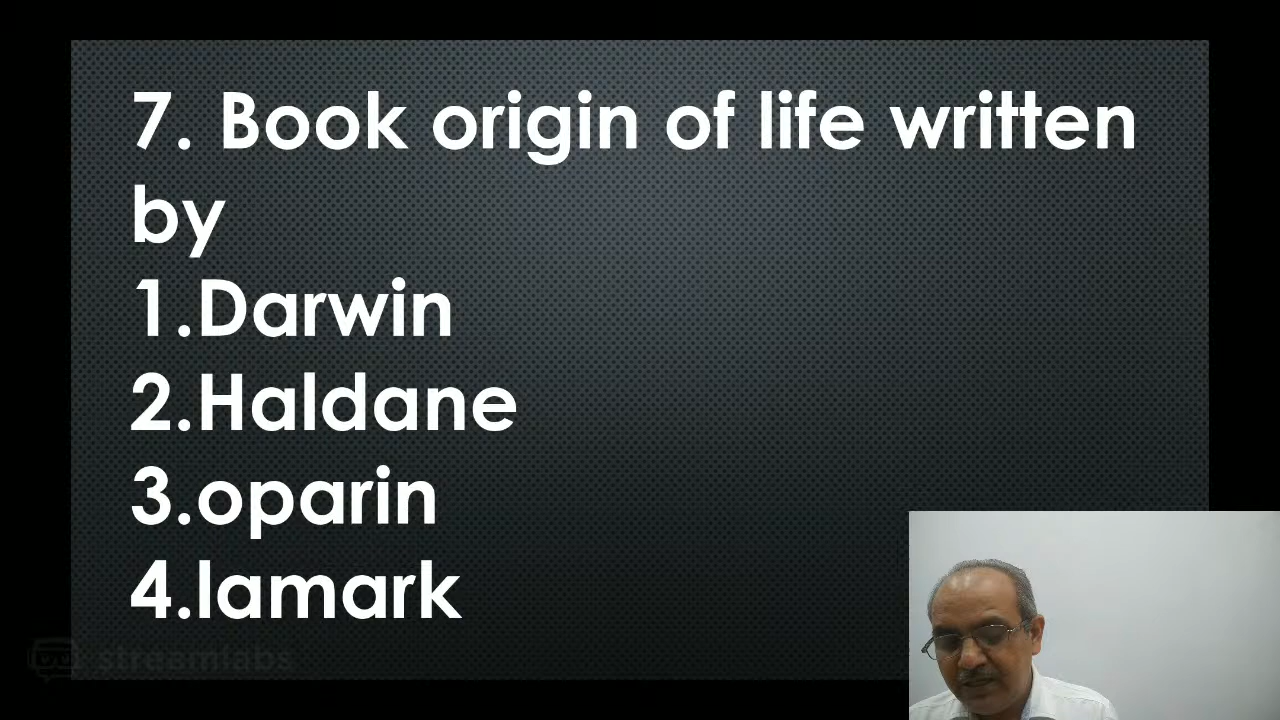 7. Book origin of life written
by
1.Darwin
2.Haldane
3.oparin
4.lamark
streamlabs